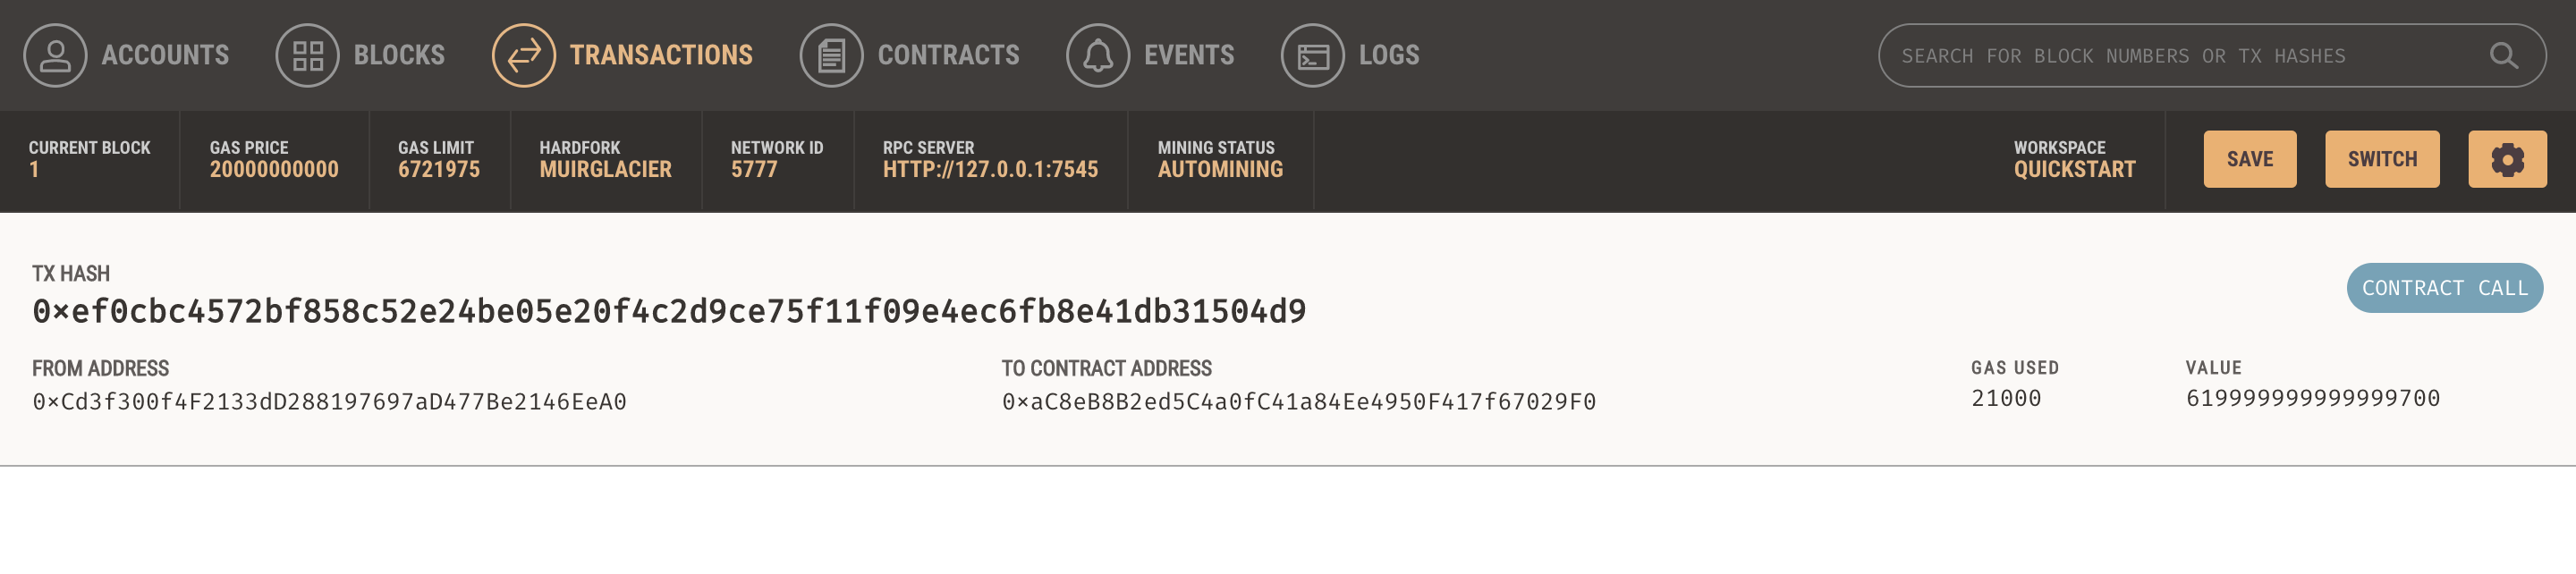 ACCOUNTS BLOCKS TRANSACTIONS CONTRACTS EVENTS LOGS SEARCH FOR BLOCK NUMBERS OR TX HASHES
CURRENT BLOCK GAS PRICE GAS LIMIT HARDFORK NETWORK ID RPC SERVER MINING STATUS WORKSPACE
1 20000000000 6721975 MUIRGLACIER 5777 HTTP://127.0.0.1:7545 AUTOMINING QUICKSTART SAVE SWITCH
TX HASH
0×ef0cbc4572bf858c52e24be05e20f4c2d9ce75f11f09e4ec6fb8e41db31504d9 CONTRACT CALL
FROM ADDRESS TO CONTRACT ADDRESS GAS USED VALUE
0×Cd3f300f4F2133dD288197697aD477Be2146EeA0 0×aC8eB8B2ed5C4a0fC41a84Ee4950F417f67029F0 21000 619999999999999700